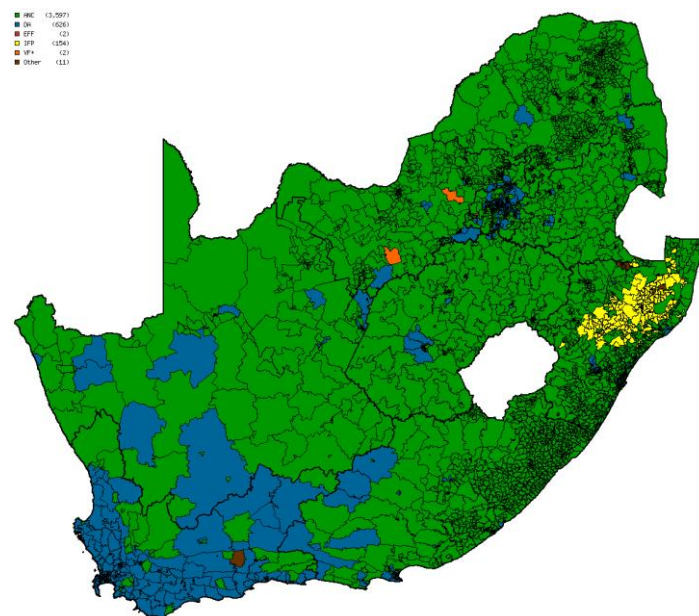 ANC (3,597)
DA (626)
EFF (2)
IFP (154)
VF+ (2)
Other (11)